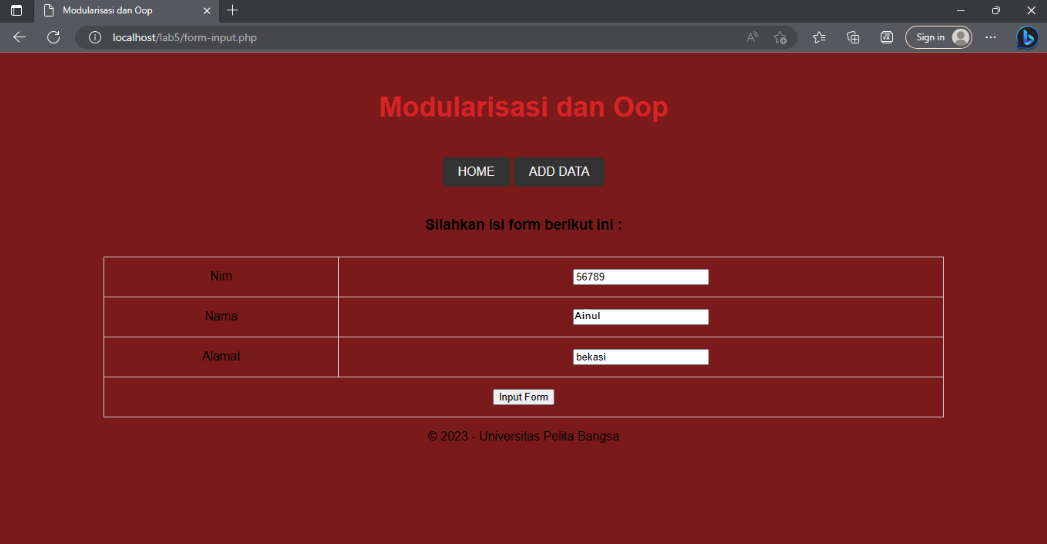 Modularisasi dan Oop
localhost/lab5/form-input.php
Sign in
Modularisasi dan Oop
HOME ADD DATA
Silahkan isi form berikut ini :
Nim 56789
Nama Ainul
Alamat bekasi
Input Form
© 2023 - Universitas Pelita Bangsa